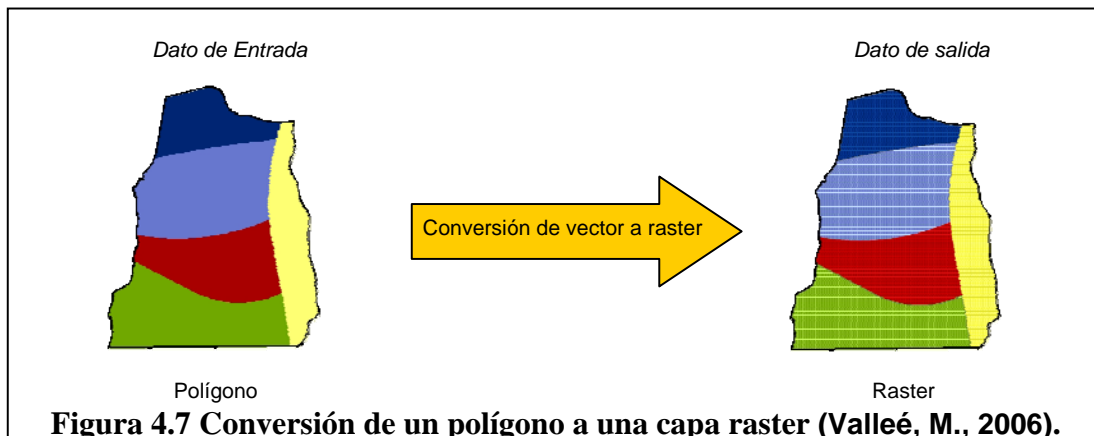 Dato de Entrada
Dato de salida
Conversión de vector a raster
Polígono
Raster
Figura 4.7 Conversión de un polígono a una capa raster (Valleé, M., 2006).